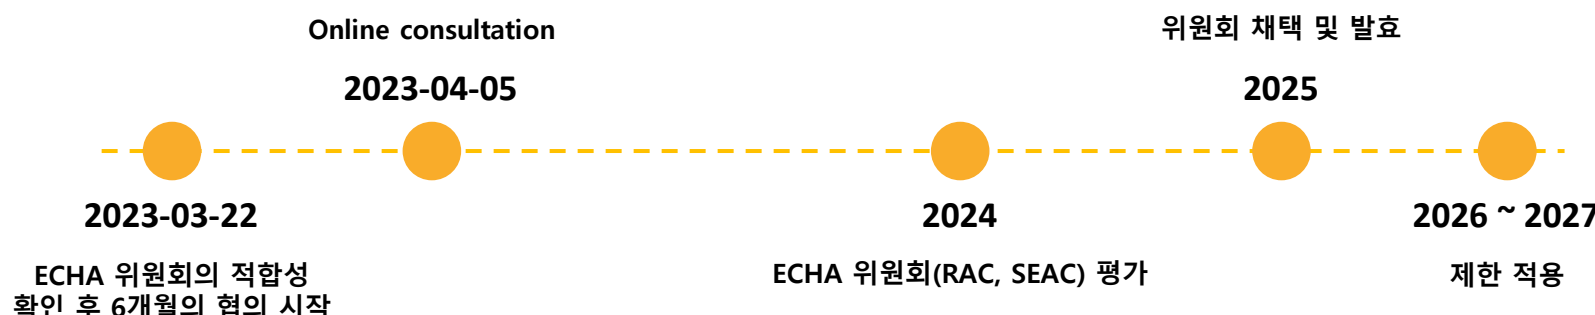 Online consultation
위원회 채택 및 발효
2023-04-05
2025
2023-03-22
2024
2026 ~ 2027
ECHA 위원회의 적합성
확인 후 6개월의 협의 시작
ECHA 위원회(RAC, SEAC) 평가
제한 적용